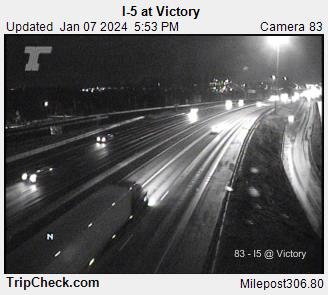 I-5 at Victory
Updated Jan 07 2024 5:53 PM Camera 83
T
N
83 - I5 @ Victory
TripCheck.com Milepost306.80